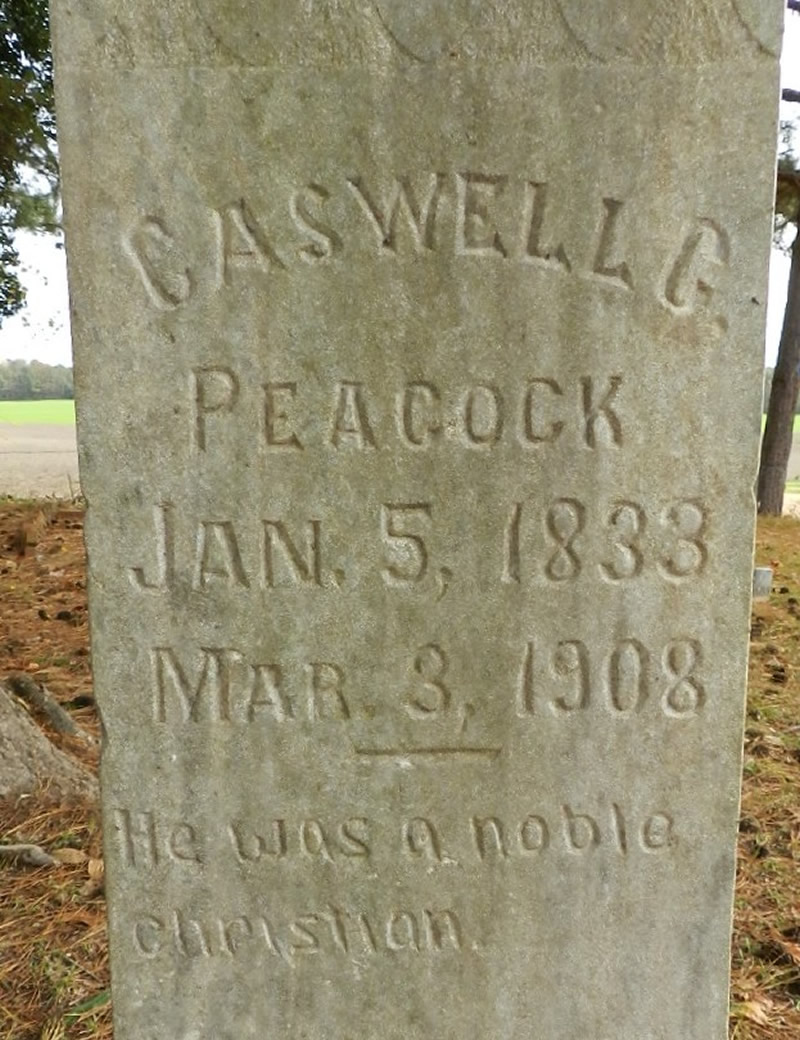 CASWELL C.
PEACOCK
JAN. 5, 1833
MAR. 3, 1908
He was a noble
christian.